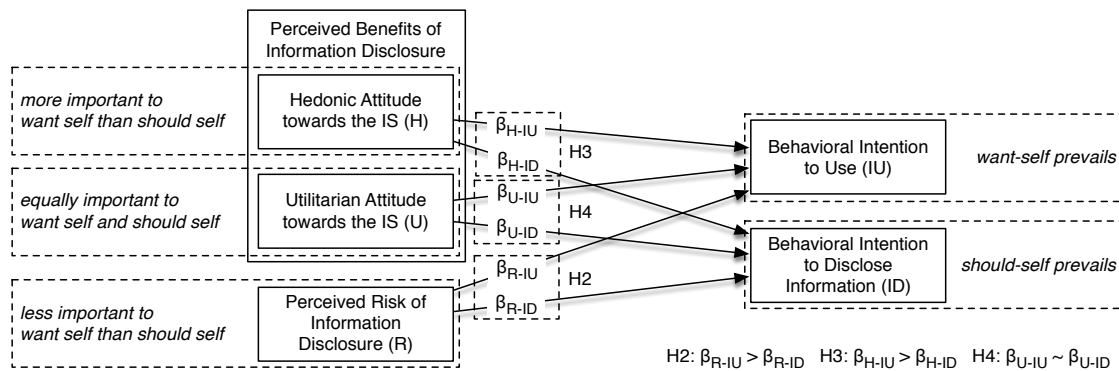 Perceived Benefits of
Information Disclosure
more important to
want self than should self
Hedonic Attitude
towards the IS (H)
equally important to
want self and should self
Utilitarian Attitude
towards the IS (U)
less important to
want self than should self
Perceived Risk of
Information
Disclosure (R)
βH-IU
βH-ID
H3
βU-IU
βU-ID
H4
βR-IU
βR-ID
H2
Behavioral Intention
to Use (IU)
want-self prevails
Behavioral Intention
to Disclose
Information (ID)
should-self prevails
H2: βR-IU > βR-ID H3: βH-IU > βH-ID H4: βU-IU ~ βU-ID